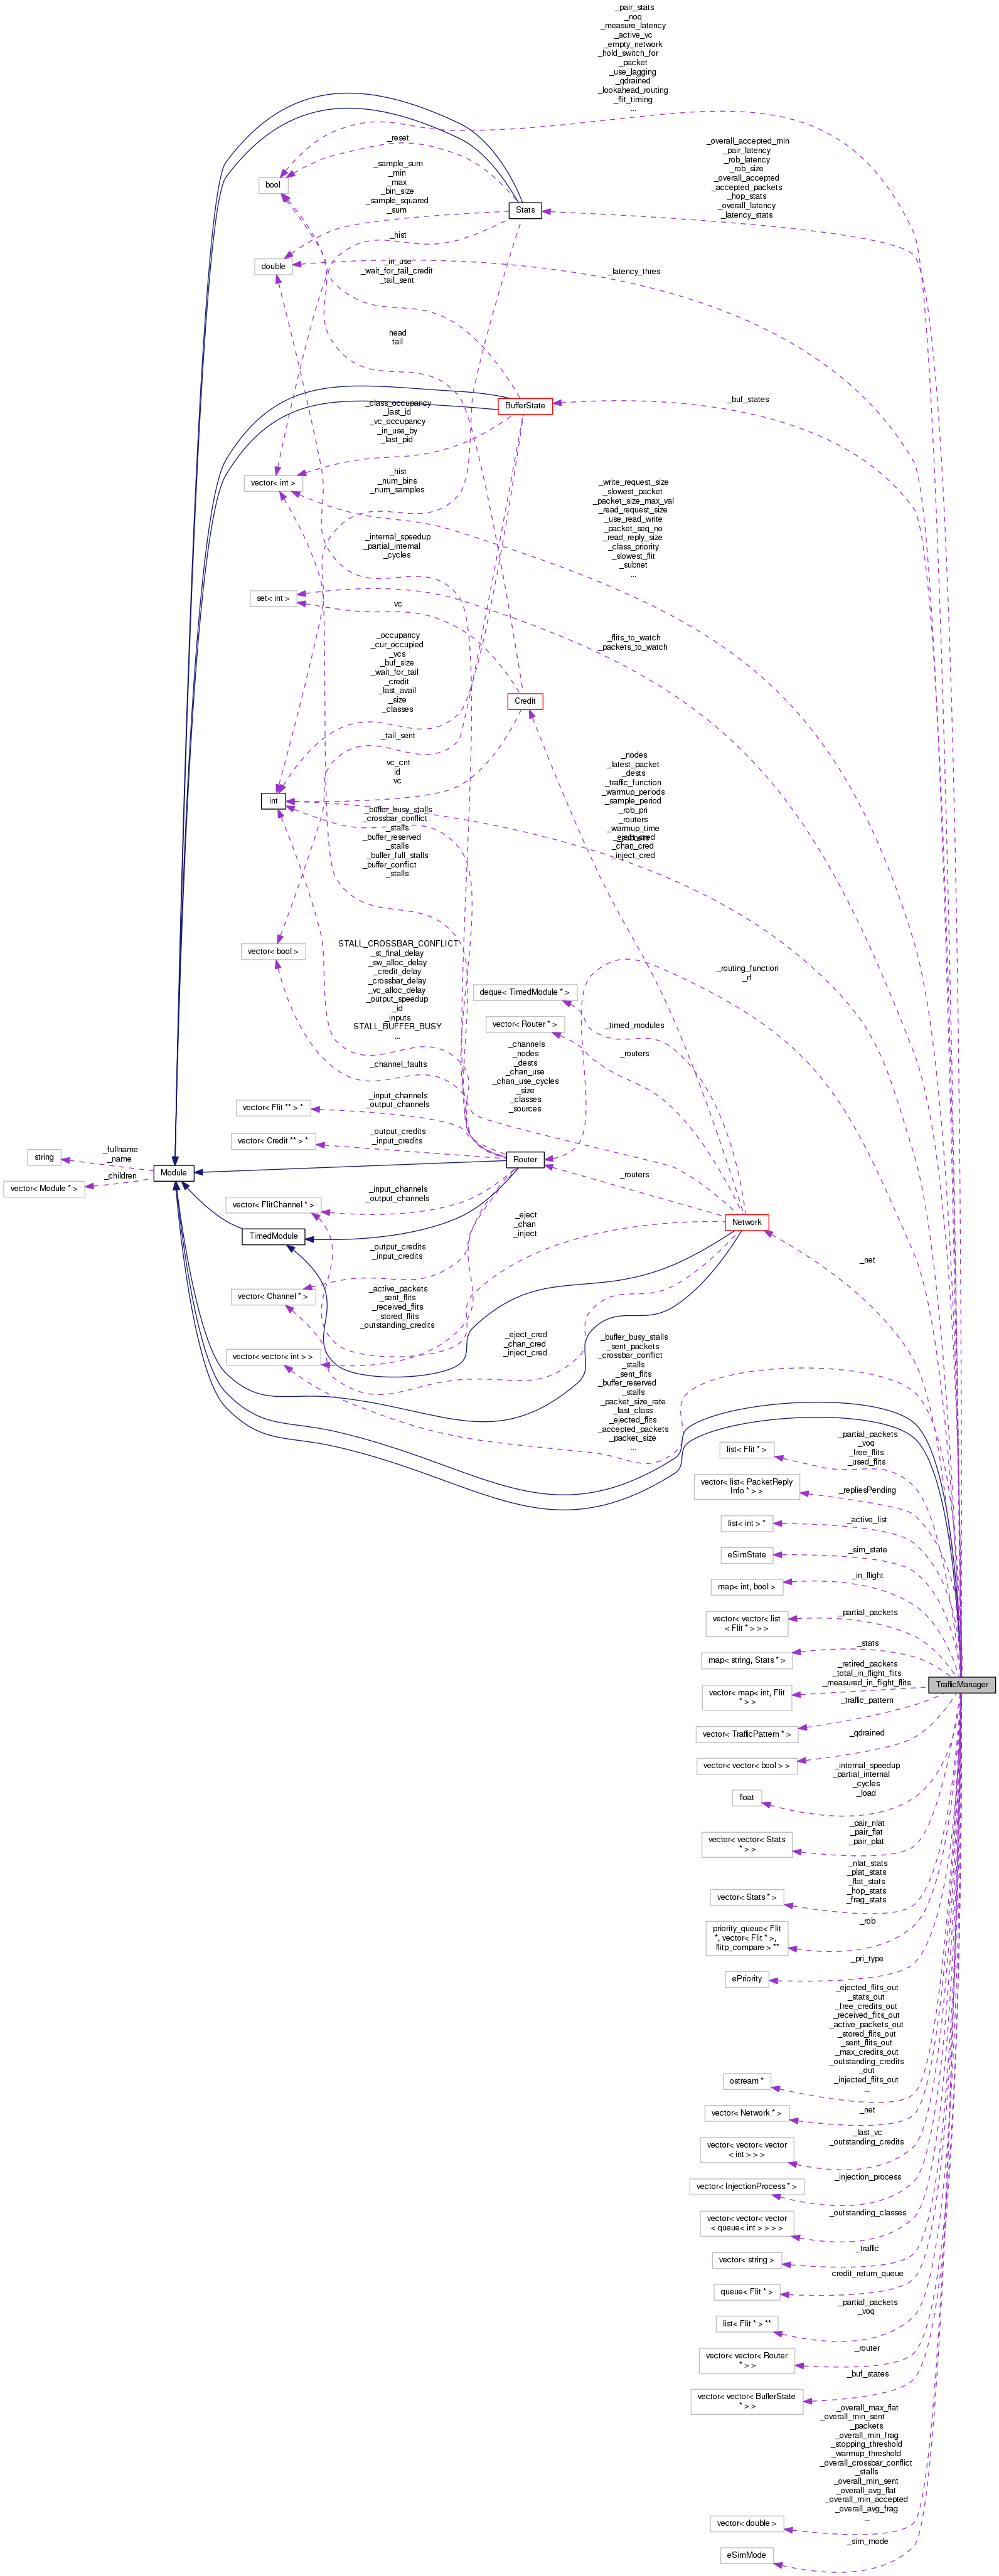 _pair_stats
_noq
_measure_latency
_active_vc
_empty_network
_hold_switch_for
_packet
_use_lagging
_qdrained
_lookahead_routing
_flit_timing
...
_reset
_overall_accepted_min
_pair_latency
_rob_latency
_rob_size
_overall_accepted
_accepted_packets
_hop_stats
_overall_latency
_latency_stats
_sample_sum
_min
_max
_bin_size
_sample_squared
_sum
bool
Stats
_hist
double
_in_use
_wait_for_tail_credit
_tail_sent
_latency_thres
head
tail
BufferState
_buf_states
_class_occupancy
_last_id
_vc_occupancy
_in_use_by
_last_pid
vector< int >
_hist
_num_bins
_num_samples
_write_request_size
_slowest_packet
_packet_size_max_val
_read_request_size
_use_read_write
_packet_seq_no
_read_reply_size
_class_priority
_slowest_flit
_subnet
...
_internal_speedup
_partial_internal
_cycles
set< int >
vc
_flits_to_watch
_packets_to_watch
_occupancy
_cur_occupied
_vcs
_buf_size
_wait_for_tail
_credit
_last_avail
_size
_classes
Credit
_tail_sent
vc_cnt
id
vc
int
_nodes
_latest_packet
_dests
_traffic_function
_warmup_periods
_sample_period
_rob_pri
_routers
_warmup_time
_eject_cred
_chan_cred
_inject_cred
_buffer_busy_stalls
_crossbar_conflict
_stalls
_buffer_reserved
_stalls
_buffer_full_stalls
_buffer_conflict
_stalls
vector< bool >
STALL_CROSSBAR_CONFLICT
_st_final_delay
_sw_alloc_delay
_credit_delay
_crossbar_delay
_vc_alloc_delay
_output_speedup
_id
_inputs
STALL_BUFFER_BUSY
...
_routing_function
_rf
deque< TimedModule * >
vector< Router * >
_timed_modules
_routers
_channel_faults
_channels
_nodes
_dests
_chan_use
_chan_use_cycles
_size
_classes
_sources
vector< Flit ** > *
_input_channels
_output_channels
vector< Credit ** > *
_output_credits
_input_credits
string
_fullname
_name
vector< Module * >
_children
Module
Router
_routers
vector< FlitChannel * >
_input_channels
_output_channels
TimedModule
_eject
_chan
_inject
Network
_net
_output_credits
_input_credits
vector< Channel * >
_active_packets
_sent_flits
_received_flits
_stored_flits
_outstanding_credits
vector< vector< int > >
_eject_cred
_chan_cred
_inject_cred
_buffer_busy_stalls
_sent_packets
_crossbar_conflict
_stalls
_sent_flits
_buffer_reserved
_stalls
_packet_size_rate
_last_class
_ejected_flits
_accepted_packets
_packet_size
...
list< Flit * >
_partial_packets
_voq
_free_flits
_used_flits
vector< list< PacketReply
Info * > >
_repliesPending
list< int > *
_active_list
eSimState
_sim_state
map< int, bool >
_in_flight
vector< vector< list
< Flit * > > >
_partial_packets
map< string, Stats * >
_stats
vector< map< int, Flit
* > >
_retired_packets
_total_in_flight_flits
_measured_in_flight_flits
TrafficManager
vector< TrafficPattern * >
_traffic_pattern
vector< vector< bool > >
_qdrained
float
_internal_speedup
_partial_internal
_cycles
_load
vector< vector< Stats
* > >
_pair_nlat
_pair_flat
_pair_plat
vector< Stats * >
_nlat_stats
_plat_stats
_flat_stats
_hop_stats
_frag_stats
priority_queue< Flit
*, vector< Flit * >,
flitp_compare > **
_rob
ePriority
_pri_type
_ejected_flits_out
_stats_out
_free_credits_out
_received_flits_out
_active_packets_out
_stored_flits_out
_sent_flits_out
_max_credits_out
_outstanding_credits
_out
_injected_flits_out
...
ostream *
vector< Network * >
_net
vector< vector< vector
< int > > >
_last_vc
_outstanding_credits
vector< InjectionProcess * >
_injection_process
vector< vector< vector
< queue< int > > > >
_outstanding_classes
vector< string >
_traffic
queue< Flit * >
credit_return_queue
list< Flit * > **
_partial_packets
_voq
vector< vector< Router
* > >
_router
vector< vector< BufferState
* > >
_buf_states
_overall_max_flat
_overall_min_sent
_packets
_overall_min_frag
_stopping_threshold
_warmup_threshold
_overall_crossbar_conflict
_stalls
_overall_min_sent
_overall_avg_flat
_overall_min_accepted
_overall_avg_frag
...
vector< double >
eSimMode
_sim_mode